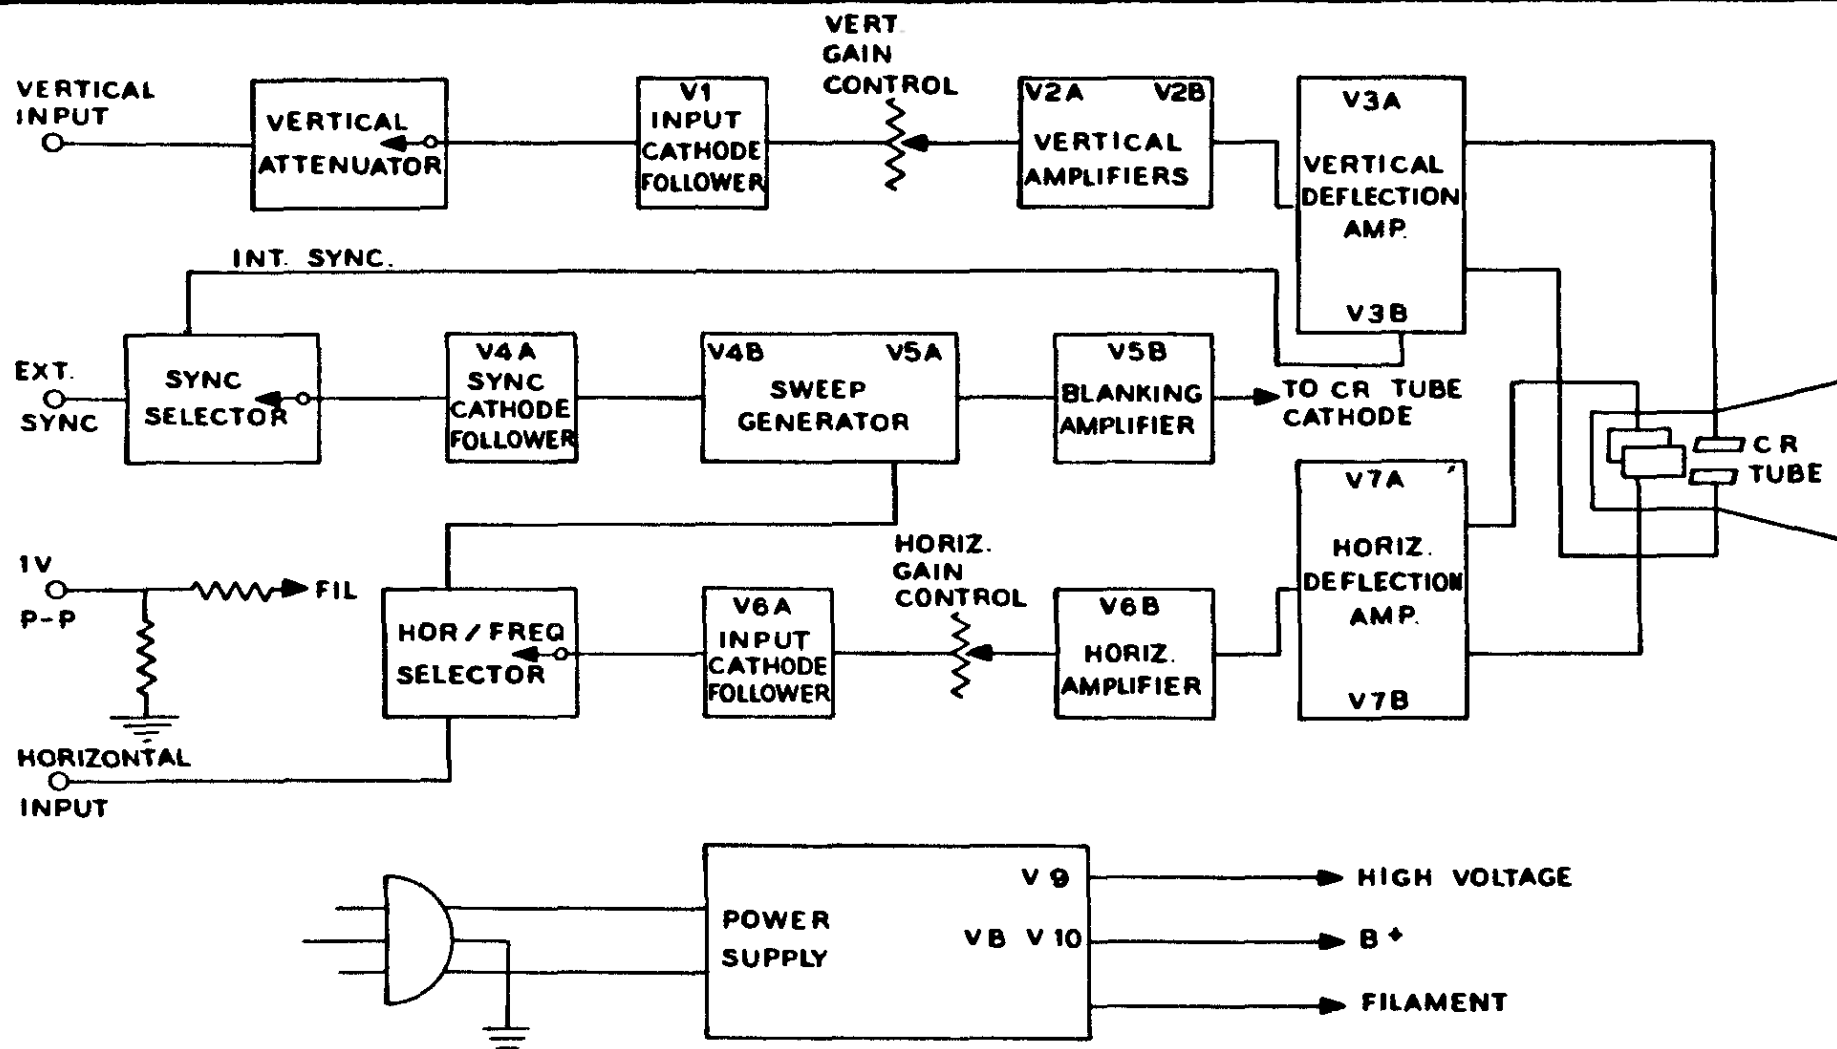 VERTICAL
INPUT
VERTICAL
ATTENUATOR
V1
INPUT
CATHODE
FOLLOWER
VERT.
GAIN
CONTROL
V2A V2B
VERTICAL
AMPLIFIERS
V3A
VERTICAL
DEFLECTION
AMP.
V3B
INT. SYNC.
EXT.
SYNC
SYNC
SELECTOR
V4A
SYNC
CATHODE
FOLLOWER
V4B V5A
SWEEP
GENERATOR
V5B
BLANKING
AMPLIFIER
TO CR TUBE
CATHODE
CR
TUBE
1V
P-P
FIL
HOR/FREQ
SELECTOR
V6A
INPUT
CATHODE
FOLLOWER
HORIZ.
GAIN
CONTROL
V6B
HORIZ.
AMPLIFIER
V7A
HORIZ.
DEFLECTION
AMP.
V7B
HORIZONTAL
INPUT
POWER
SUPPLY
V9
VB V10
HIGH VOLTAGE
B+
FILAMENT